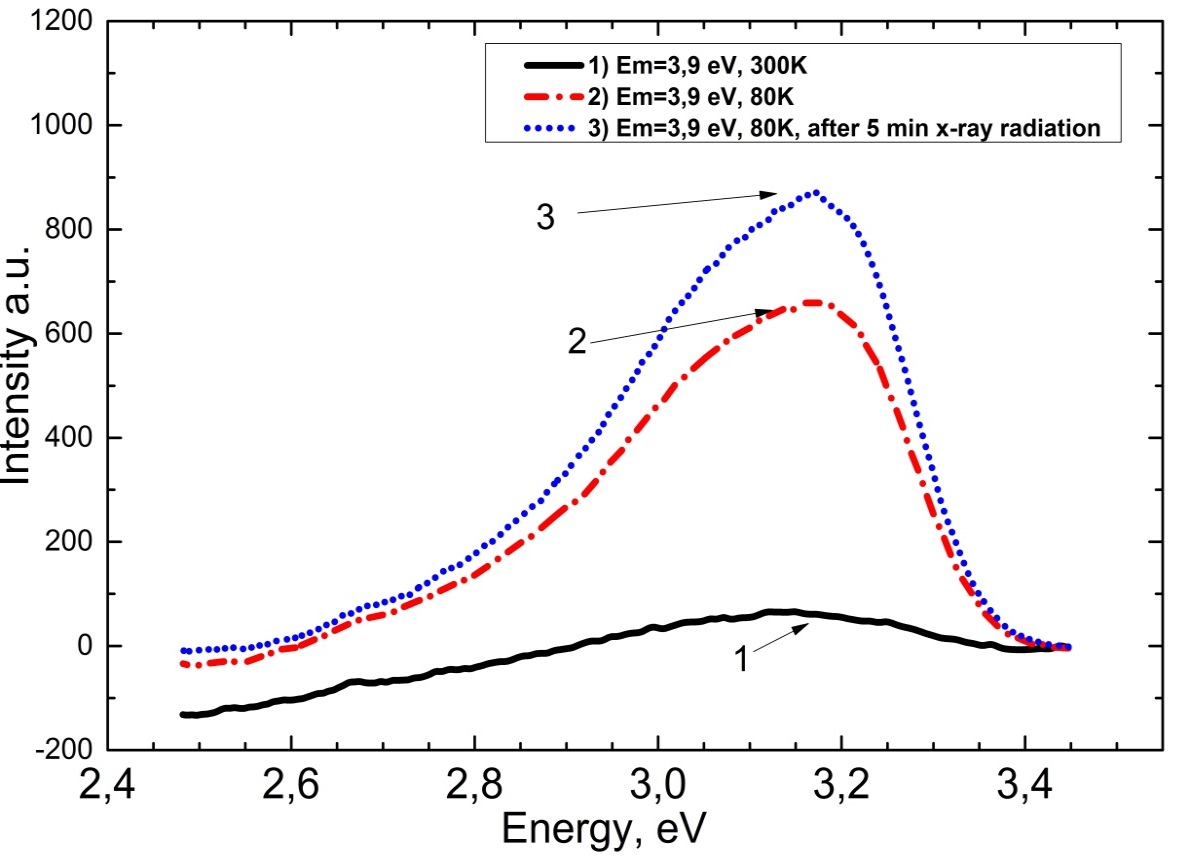 1200
1000
800
600
400
200
0
-200
Intensity a.u.
1) Em=3,9 eV, 300K
2) Em=3,9 eV, 80K
3) Em=3,9 eV, 80K, after 5 min x-ray radiation
3
2
1
2,4 2,6 2,8 3,0 3,2 3,4
Energy, eV